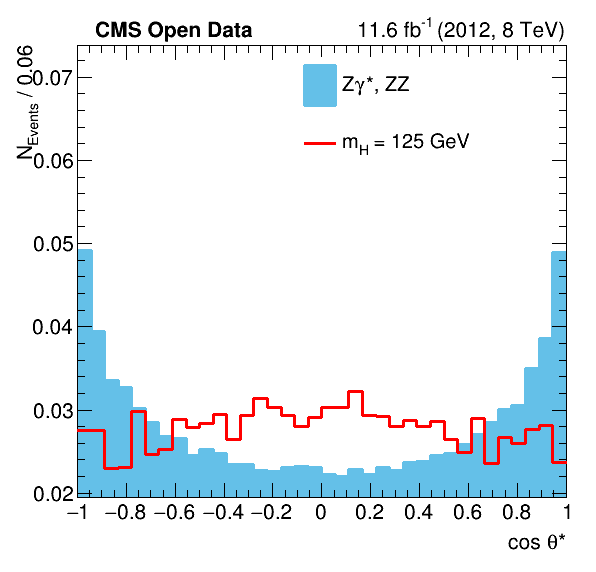 CMS Open Data 11.6 fb-1 (2012, 8 TeV)
N_Events / 0.06
0.07
0.06
0.05
0.04
0.03
0.02
Zγ*, ZZ
m_H = 125 GeV
−1 −0.8 −0.6 −0.4 −0.2 0 0.2 0.4 0.6 0.8 1
cos θ*